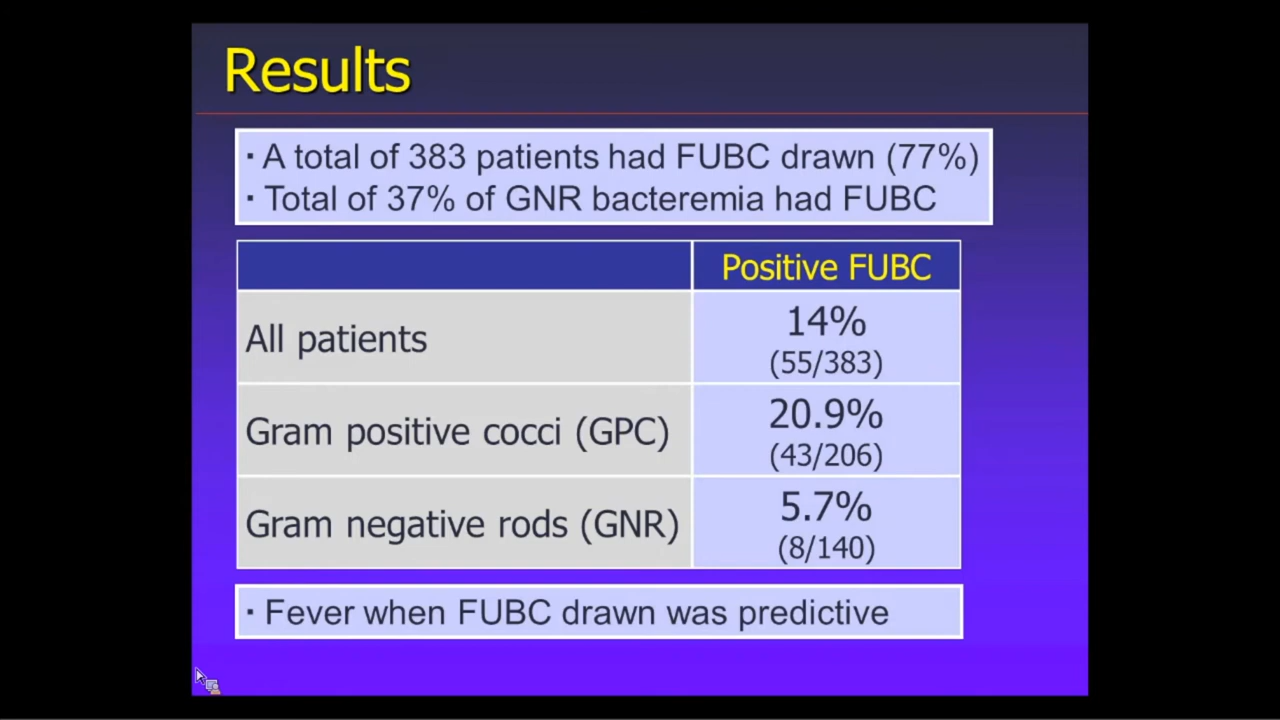 Results
· A total of 383 patients had FUBC drawn (77%)
· Total of 37% of GNR bacteremia had FUBC
Positive FUBC
All patients
14%
(55/383)
Gram positive cocci (GPC)
20.9%
(43/206)
Gram negative rods (GNR)
5.7%
(8/140)
· Fever when FUBC drawn was predictive